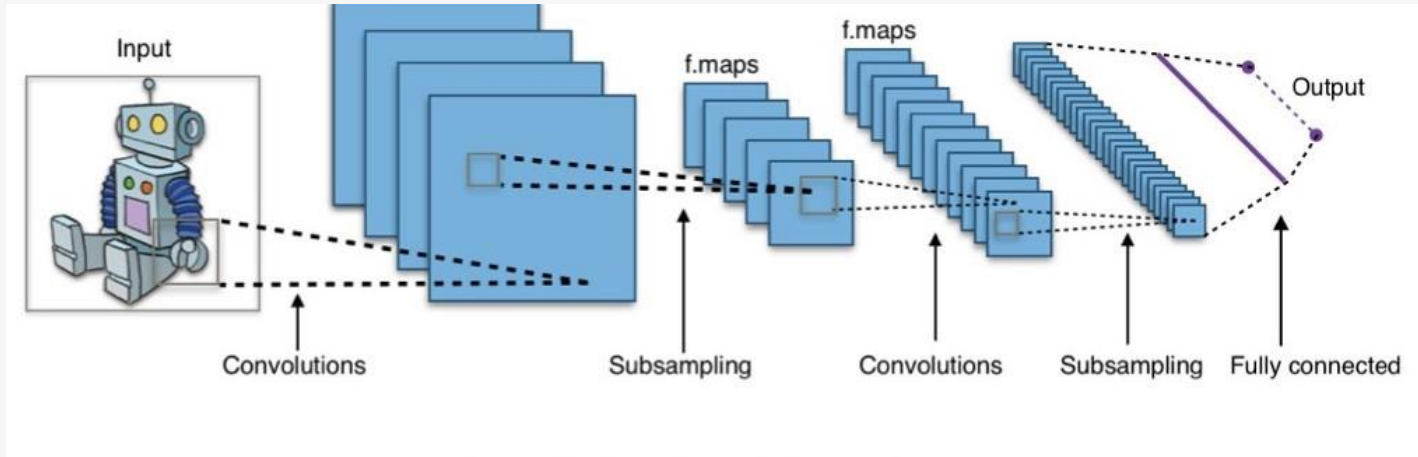 Input
f.maps
f.maps
Output
Convolutions
Subsampling
Convolutions
Subsampling
Fully connected